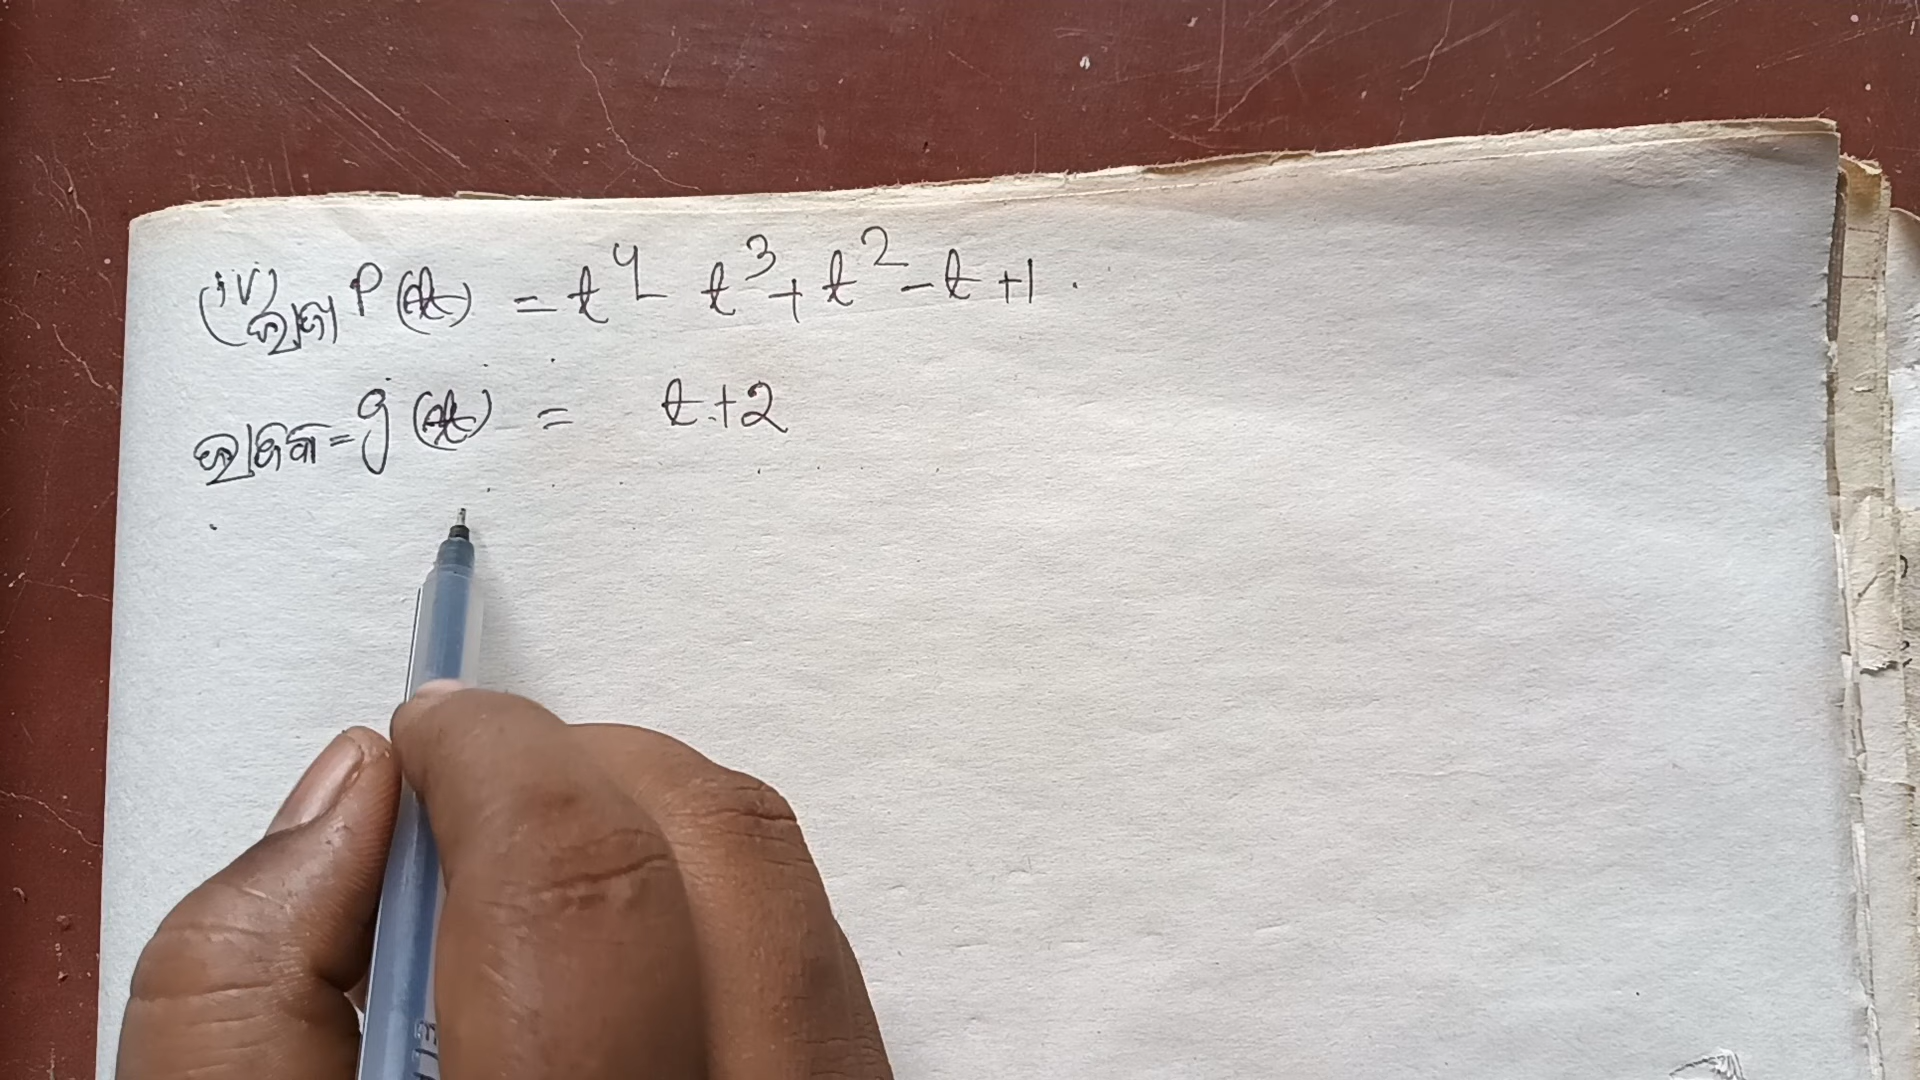 (iv) ଭାଜ୍ୟ P(t) = t⁴ - t³ + t² - t + 1 .
ଭାଜକ = g(t) = t + 2